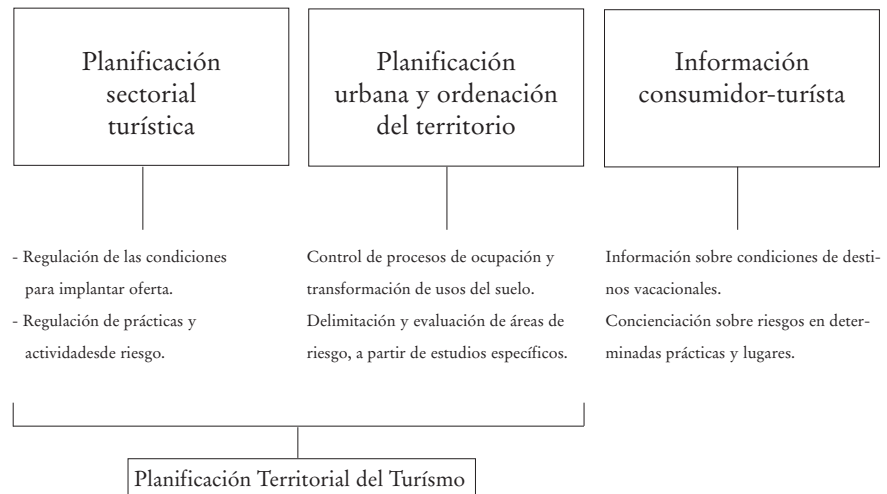 Planificación
sectorial
turística
- Regulación de las condiciones
para implantar oferta.
- Regulación de prácticas y
actividadesde riesgo.
Planificación
urbana y ordenación
del territorio
Control de procesos de ocupación y
transformación de usos del suelo.
Delimitación y evaluación de áreas de
riesgo, a partir de estudios específicos.
Información
consumidor-turísta
Información sobre condiciones de desti-
nos vacacionales.
Concienciación sobre riesgos en deter-
minadas prácticas y lugares.
Planificación Territorial del Turísmo